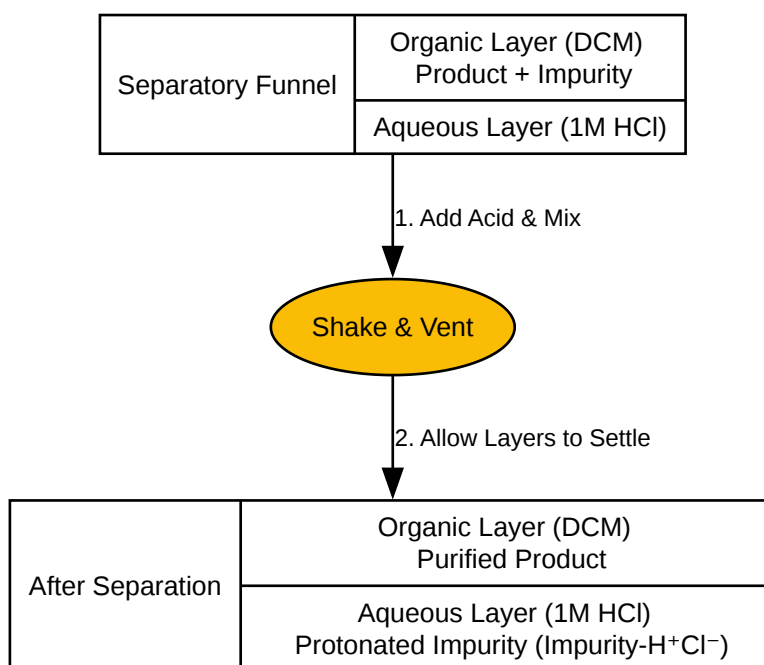 Separatory Funnel
Organic Layer (DCM)
Product + Impurity
Aqueous Layer (1M HCl)
1. Add Acid & Mix
Shake & Vent
2. Allow Layers to Settle
After Separation
Organic Layer (DCM)
Purified Product
Aqueous Layer (1M HCl)
Protonated Impurity (Impurity-H⁺Cl⁻)